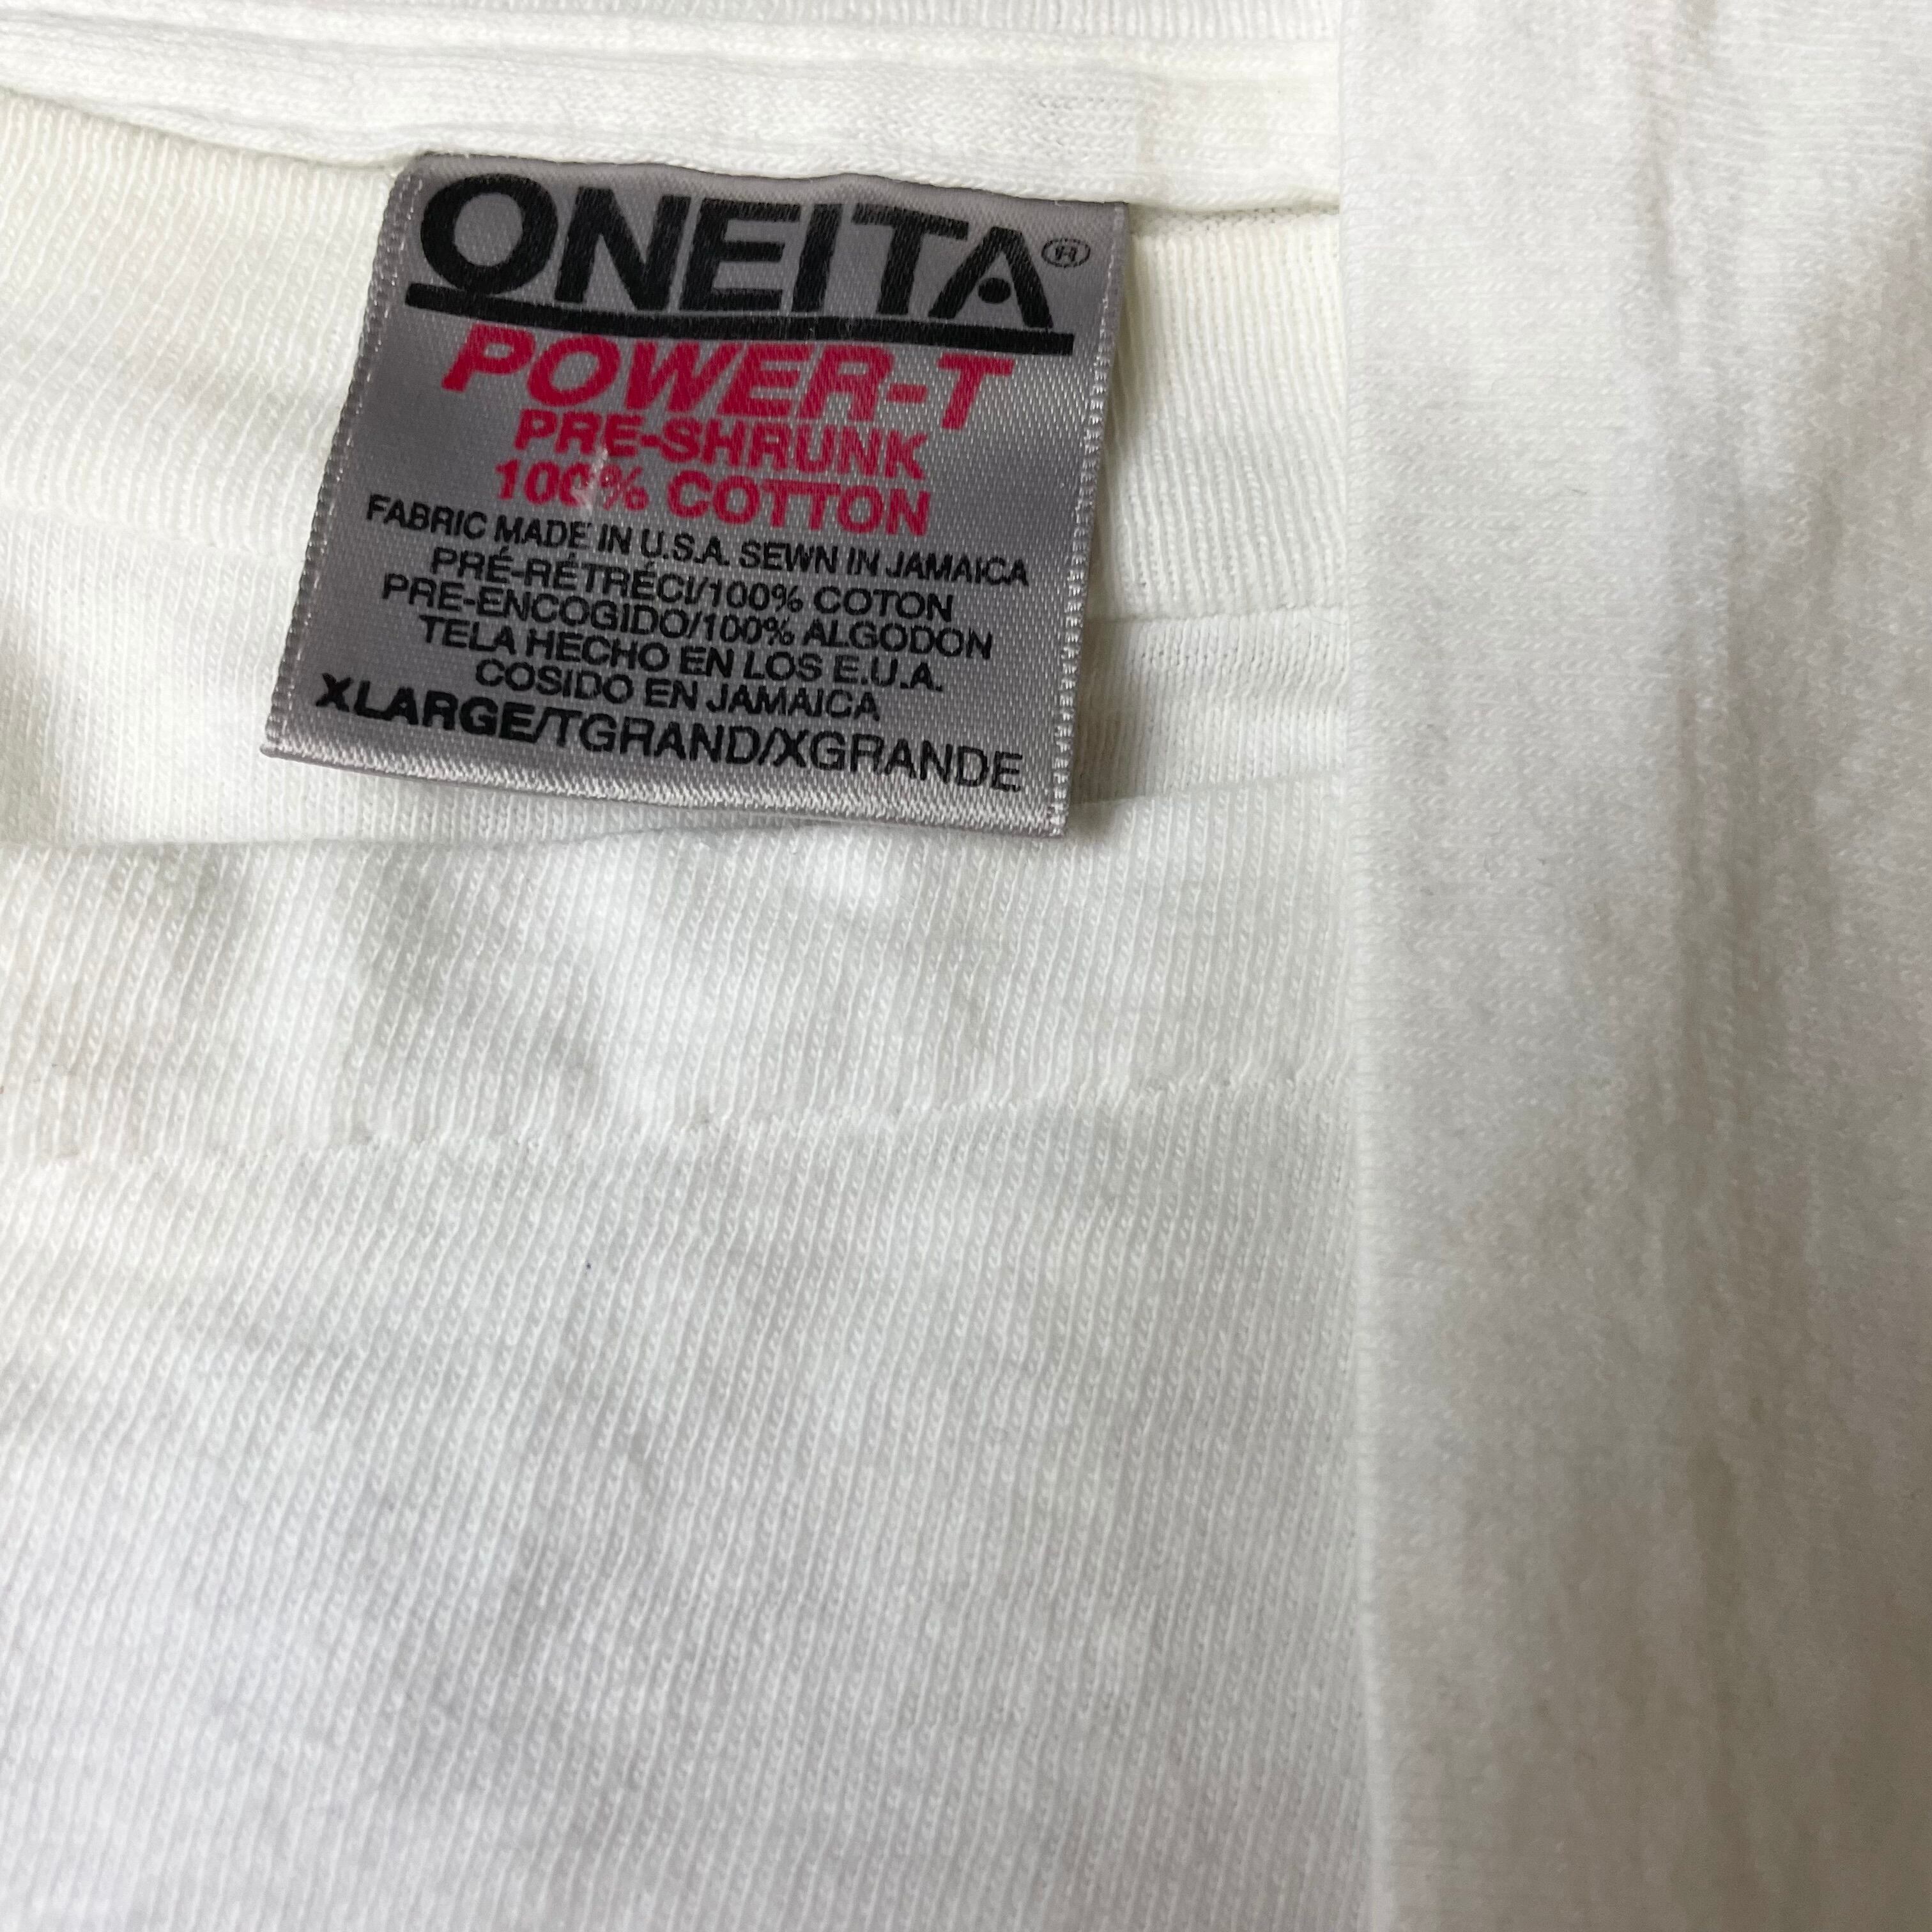 ONEITA®
POWER-T
PRE-SHRUNK
100% COTTON
FABRIC MADE IN U.S.A. SEWN IN JAMAICA
PRÉ-RÉTRÉCI/100% COTON
PRE-ENCOGIDO/100% ALGODON
TELA HECHO EN LOS E.U.A.
COSIDO EN JAMAICA
XLARGE/TGRAND/XGRANDE